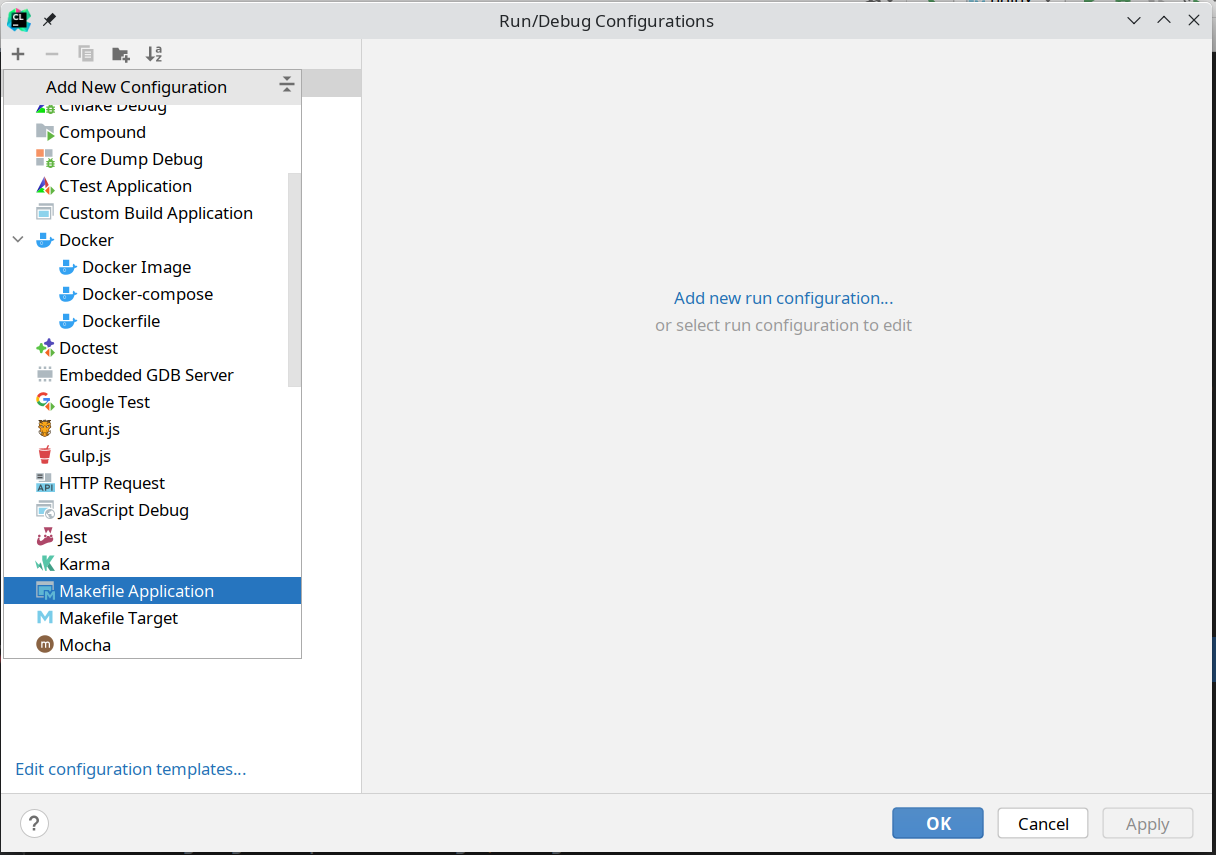 CL
Run/Debug Configurations
Add New Configuration
CMake Debug
Compound
Core Dump Debug
CTest Application
Custom Build Application
Docker
Docker Image
Docker-compose
Dockerfile
Doctest
Embedded GDB Server
Google Test
Grunt.js
Gulp.js
API HTTP Request
JavaScript Debug
Jest
Karma
Makefile Application
Makefile Target
m Mocha
Add new run configuration...
or select run configuration to edit
Edit configuration templates...
? OK Cancel Apply